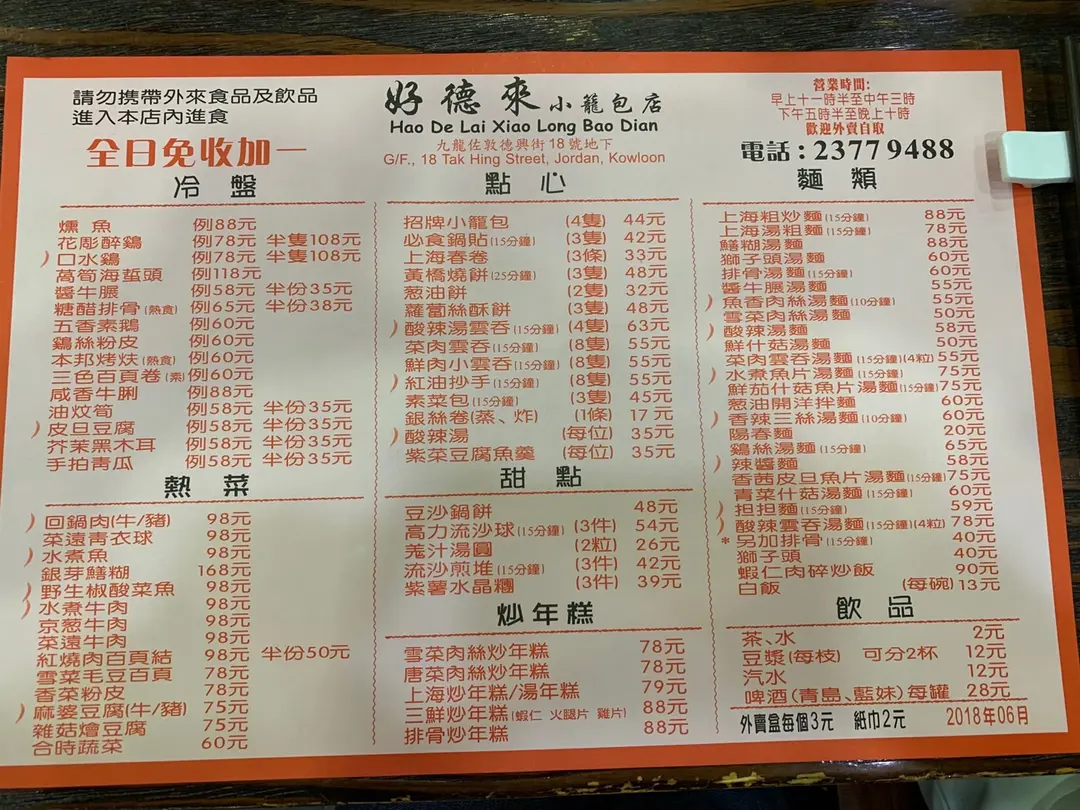 請勿携帶外來食品及飲品
進入本店內進食
全日免收加一
好德來小籠包店
Hao De Lai Xiao Long Bao Dian
九龍佐敦德興街18號地下
G/F., 18 Tak Hing Street, Jordan, Kowloon
營業時間:
早上十一時半至中午三時
下午五時半至晚上十時
歡迎外賣自取
電話:2377 9488
冷盤
燻魚 例88元
花彫醉鷄 例78元 半隻108元
口水鷄 例78元 半隻108元
萵筍海蜇頭 例118元
醬牛𦟌 例58元 半份35元
糖醋排骨(熱食) 例65元 半份38元
五香素鵝 例60元
鷄絲粉皮 例60元
本邦烤炑(熱食) 例60元
三色百頁卷(素) 例60元
咸香牛脷 例88元
油炆筍 例58元 半份35元
皮旦豆腐 例58元 半份35元
芥茉黑木耳 例58元 半份35元
手拍青瓜 例58元 半份35元
熱菜
回鍋肉(牛/豬) 98元
菜遠青衣球 98元
水煮魚 98元
銀芽鱔糊 168元
野生椒酸菜魚 98元
水煮牛肉 98元
京葱牛肉 98元
菜遠牛肉 98元
紅燒肉百頁結 98元 半份50元
雪菜毛豆百頁 78元
香菜粉皮 78元
麻婆豆腐(牛/豬) 75元
雜菇燴豆腐 75元
合時蔬菜 60元
點心
招牌小籠包 (4隻) 44元
必食鍋貼(15分鐘) (3隻) 42元
上海春卷 (3條) 33元
黃橋燒餅(25分鐘) (3隻) 48元
葱油餅 (2隻) 32元
蘿蔔絲酥餅 (3隻) 48元
酸辣湯雲吞(15分鐘) (4隻) 63元
菜肉雲吞(15分鐘) (8隻) 55元
鮮肉小雲吞(15分鐘) (8隻) 55元
紅油抄手(15分鐘) (8隻) 55元
素菜包(15分鐘) (3隻) 45元
銀絲卷(蒸、炸) (1條) 17元
酸辣湯 (每位) 35元
紫菜豆腐魚羹 (每位) 35元
甜點
豆沙鍋餅 48元
高力流沙球(15分鐘) (3件) 54元
羗汁湯圓 (2粒) 26元
流沙煎堆(15分鐘) (3件) 42元
紫薯水晶糰 (3件) 39元
炒年糕
雪菜肉絲炒年糕 78元
唐菜肉絲炒年糕 78元
上海炒年糕/湯年糕 79元
三鮮炒年糕(蝦仁 火腿片 雞片) 88元
排骨炒年糕 88元
麵類
上海粗炒麵(15分鐘) 88元
上海湯粗麵(15分鐘) 78元
鱔糊湯麵 88元
獅子頭湯麵 60元
排骨湯麵(15分鐘) 60元
醬牛𦟌湯麵 55元
魚香肉絲湯麵(10分鐘) 55元
雪菜肉絲湯麵 50元
酸辣湯麵 58元
鮮什菇湯麵 50元
菜肉雲吞湯麵(15分鐘)(4粒) 55元
水煮魚片湯麵(15分鐘) 75元
鮮茄什菇魚片湯麵(15分鐘) 75元
葱油開洋拌麵 60元
香辣三絲湯麵(10分鐘) 60元
陽春麵 20元
鷄絲湯麵(15分鐘) 65元
辣醬麵 58元
香茜皮旦魚片湯麵(15分鐘) 75元
青菜什菇湯麵(15分鐘) 60元
担担麵(15分鐘) 59元
酸辣雲吞湯麵(15分鐘)(4粒) 78元
*另加排骨(15分鐘) 40元
獅子頭 40元
蝦仁肉碎炒飯 90元
白飯 (每碗) 13元
飲品
茶、水 2元
豆漿(每枝) 可分2杯 12元
汽水 12元
啤酒(青島、藍妹)每罐 28元
外賣盒每個3元 紙巾2元 2018年06月